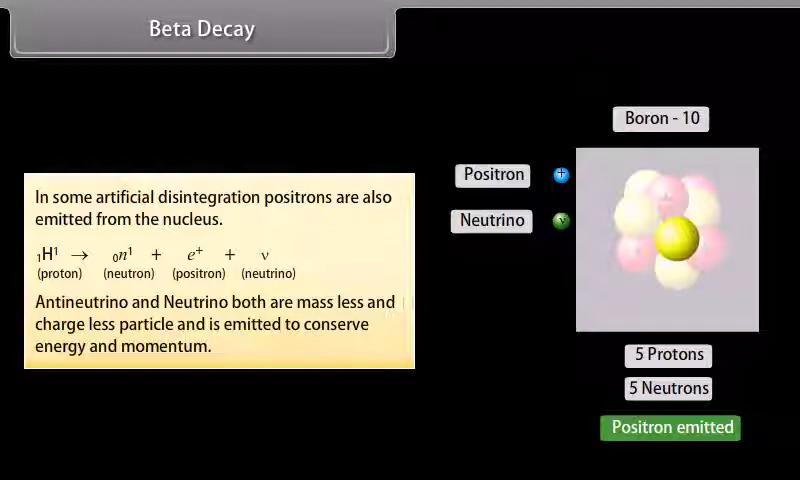 Beta Decay
In some artificial disintegration positrons are also
emitted from the nucleus.
₁H¹ → ₀n¹ + e⁺ + ν
(proton) (neutron) (positron) (neutrino)
Antineutrino and Neutrino both are mass less and
charge less particle and is emitted to conserve
energy and momentum.
Boron - 10
Positron +
Neutrino ν
+
5 Protons
5 Neutrons
Positron emitted